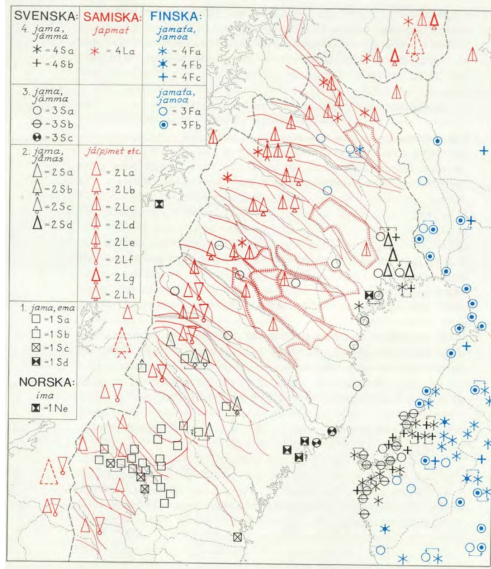 SVENSKA: SAMISKA: FINSKA:
4. jama, jämma
∗ = 4Sa
+ = 4Sb
japmat
∗ = 4La
jamata, jamoa
∗ = 4Fa
= 4Fb
+ = 4Fc
3. jama, jämma
= 3Sa
= 3Sb
= 3Sc
jamata, jamoa
= 3Fa
= 3Fb
2. jama, jamas
= 2Sa
= 2Sb
= 2Sc
= 2Sd
já(p)met etc.
= 2La
= 2Lb
= 2Lc
= 2Ld
= 2Le
= 2Lf
= 2Lg
= 2Lh
1. jama, ema
= 1Sa
= 1Sb
= 1Sc
= 1Sd
NORSKA:
ima
= 1Ne